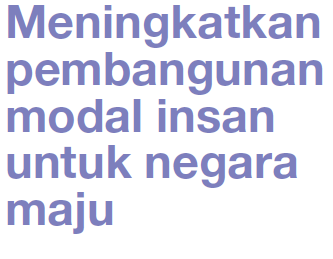 Meningkatkan
pembangunan
modal insan
untuk negara
maju